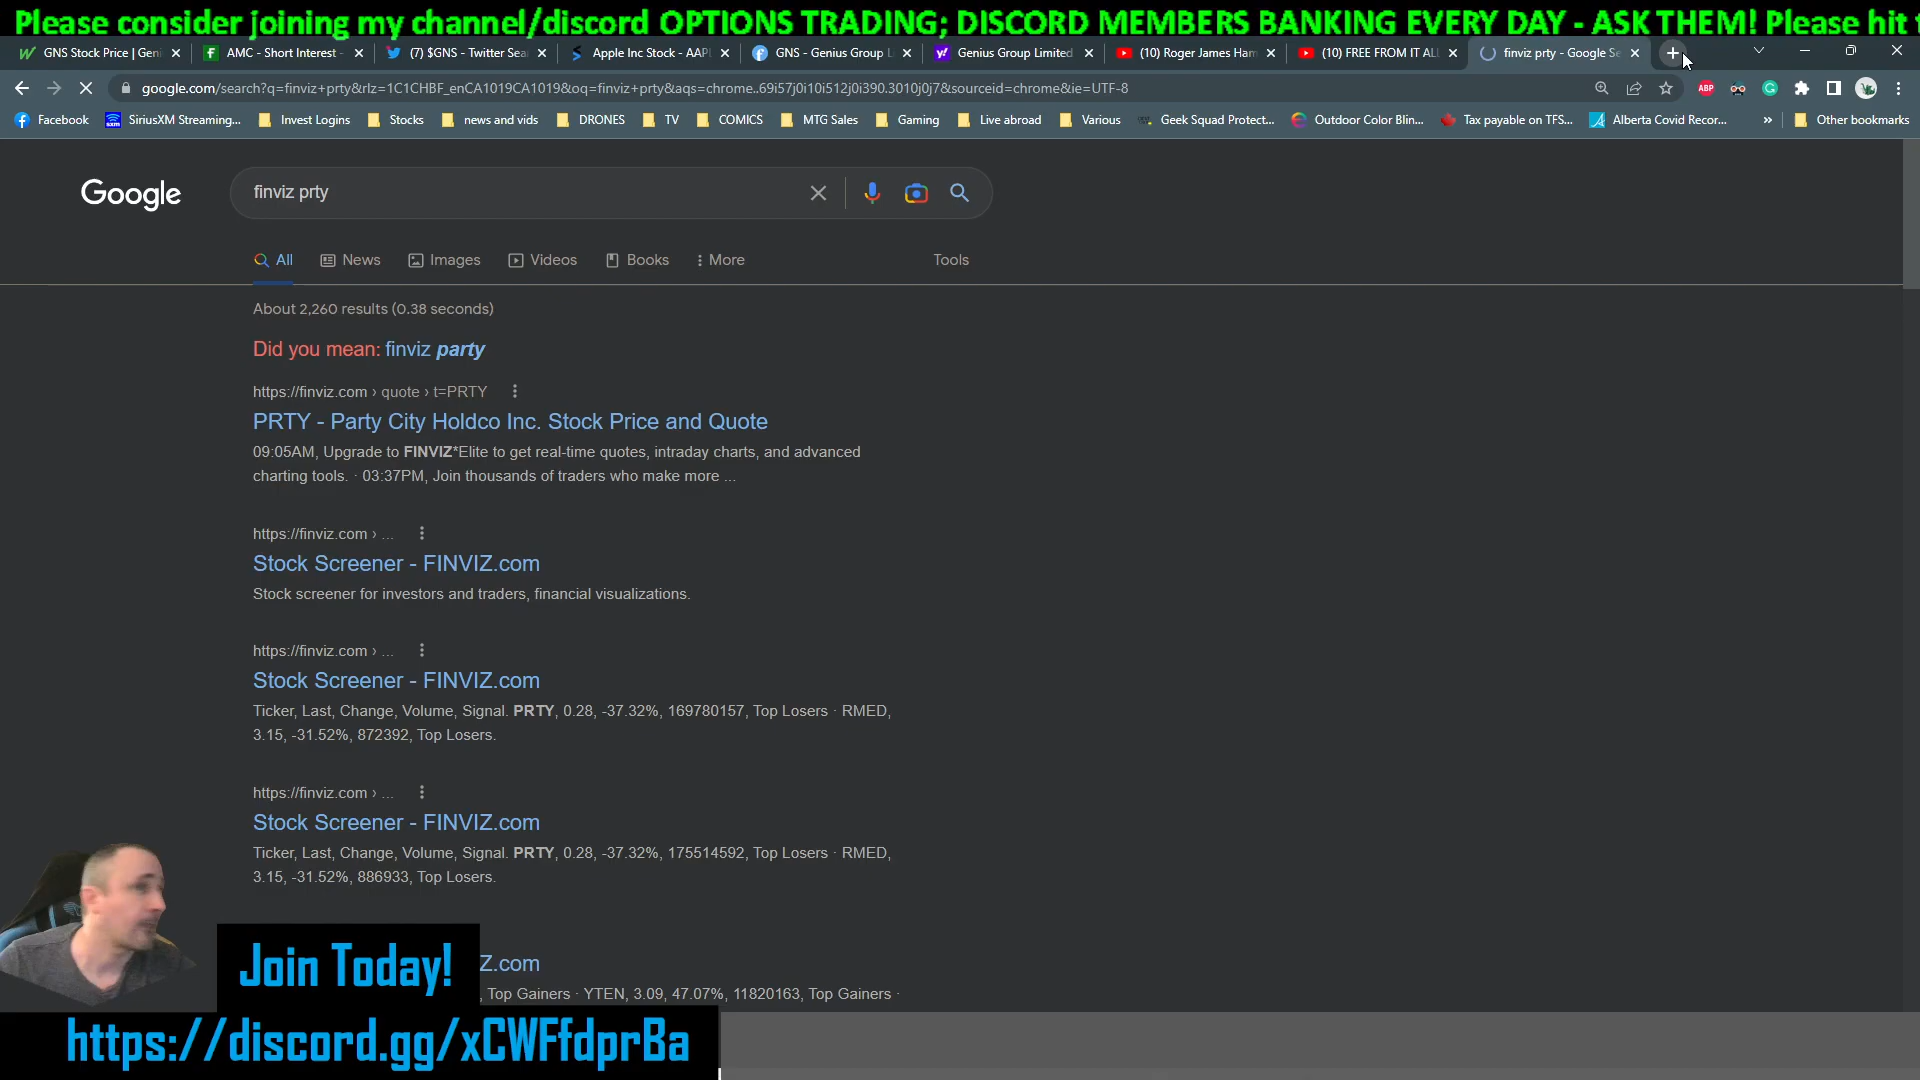 Please consider joining my channel/discord OPTIONS TRADING; DISCORD MEMBERS BANKING EVERY DAY - ASK THEM! Please hit
GNS Stock Price | Geni
AMC - Short Interest -
(7) $GNS - Twitter Sea
Apple Inc Stock - AAPL
GNS - Genius Group L
Genius Group Limited
(10) Roger James Ham
(10) FREE FROM IT ALL
finviz prty - Google Se
google.com/search?q=finviz+prty&rlz=1C1CHBF_enCA1019CA1019&oq=finviz+prty&aqs=chrome..69i57j0i10i512j0i390.3010j0j7&sourceid=chrome&ie=UTF-8
ABP
Facebook
sxm
SiriusXM Streaming...
Invest Logins
Stocks
news and vids
DRONES
TV
COMICS
MTG Sales
Gaming
Live abroad
Various
Geek Squad Protect...
Outdoor Color Blin...
Tax payable on TFS...
Alberta Covid Recor...
»
Other bookmarks
Google
finviz prty
All
News
Images
Videos
Books
More
Tools
About 2,260 results (0.38 seconds)
Did you mean: finviz party
https://finviz.com › quote › t=PRTY
PRTY - Party City Holdco Inc. Stock Price and Quote
09:05AM, Upgrade to FINVIZ*Elite to get real-time quotes, intraday charts, and advanced
charting tools. · 03:37PM, Join thousands of traders who make more ...
https://finviz.com › ...
Stock Screener - FINVIZ.com
Stock screener for investors and traders, financial visualizations.
https://finviz.com › ...
Stock Screener - FINVIZ.com
Ticker, Last, Change, Volume, Signal. PRTY, 0.28, -37.32%, 169780157, Top Losers · RMED,
3.15, -31.52%, 872392, Top Losers.
https://finviz.com › ...
Stock Screener - FINVIZ.com
Ticker, Last, Change, Volume, Signal. PRTY, 0.28, -37.32%, 175514592, Top Losers · RMED,
3.15, -31.52%, 886933, Top Losers.
Z.com
, Top Gainers · YTEN, 3.09, 47.07%, 11820163, Top Gainers ·
Join Today!
https://discord.gg/xCWFfdprBa